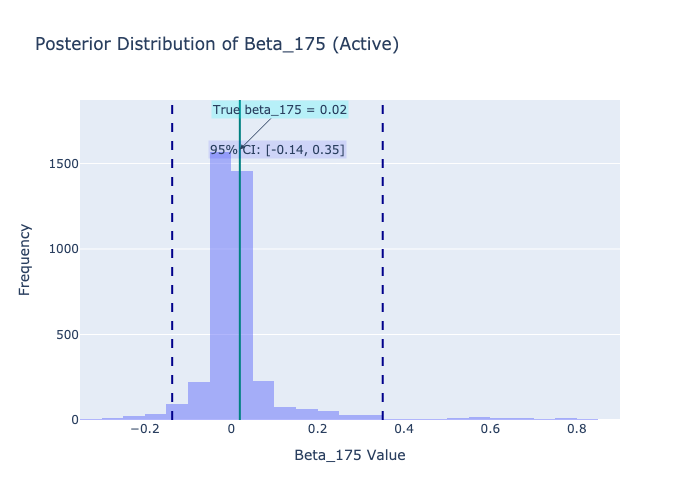 Posterior Distribution of Beta_175 (Active)
True beta_175 = 0.02
95% CI: [-0.14, 0.35]
1500
1000
500
0
Frequency
−0.2
0
0.2
0.4
0.6
0.8
Beta_175 Value